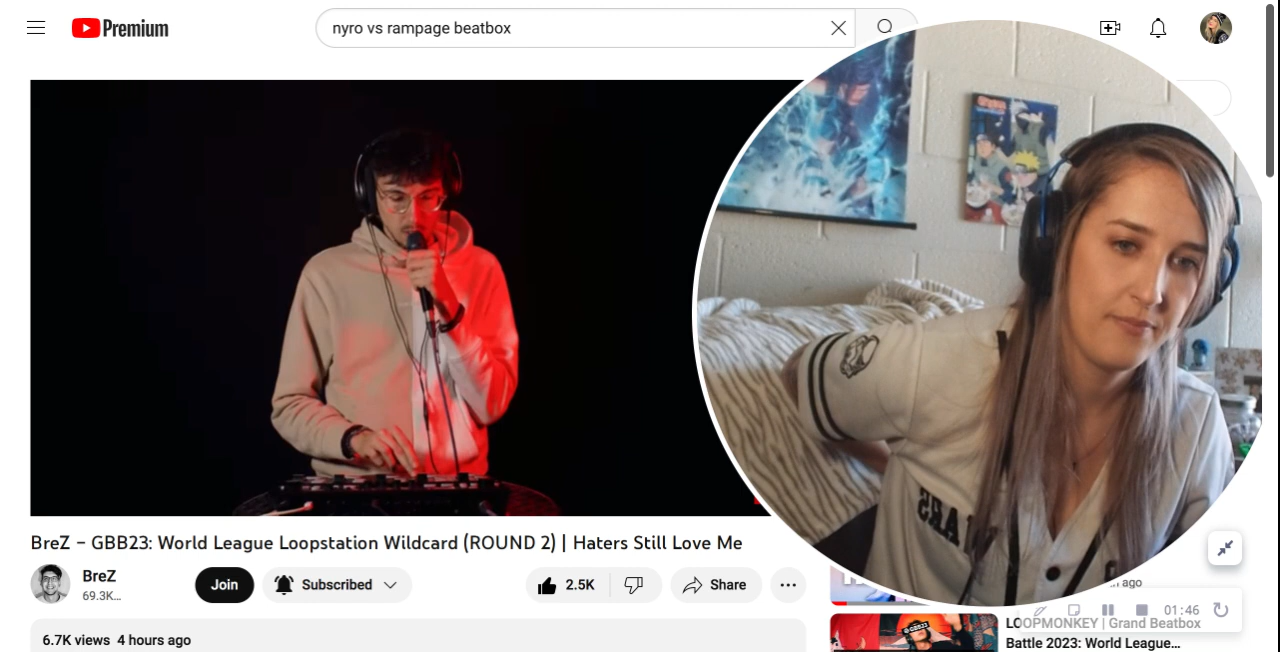 Premium
nyro vs rampage beatbox
BreZ – GBB23: World League Loopstation Wildcard (ROUND 2) | Haters Still Love Me
BreZ
69.3K...
Join
Subscribed
2.5K
Share
...
6.7K views 4 hours ago
ago
01:46
LOOPMONKEY | Grand Beatbox
Battle 2023: World League...
GBB23